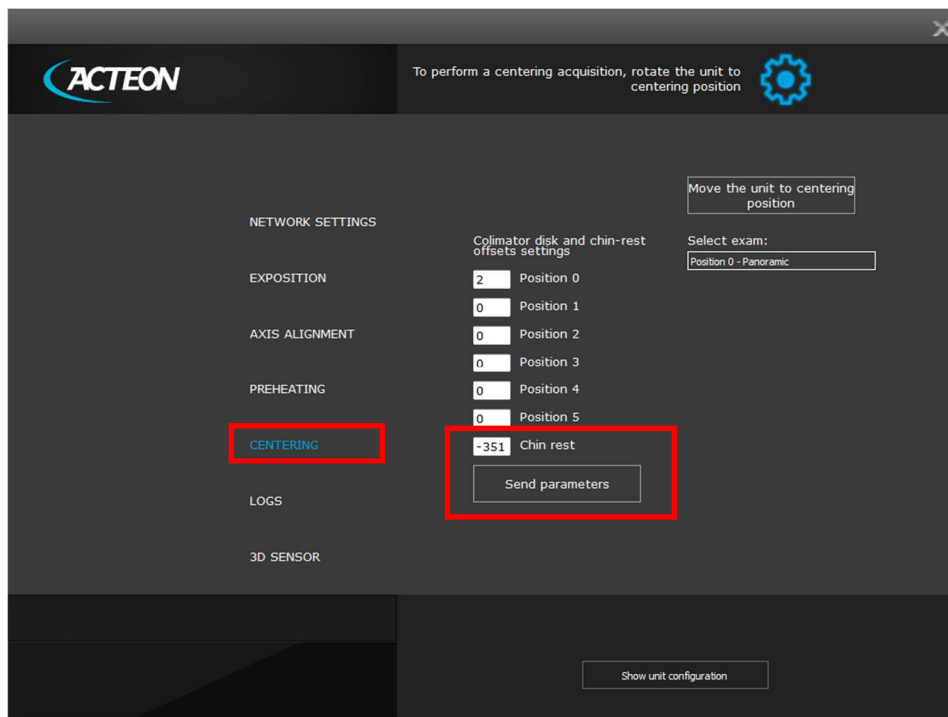 ACTEON
To perform a centering acquisition, rotate the unit to
centering position
NETWORK SETTINGS
EXPOSITION
AXIS ALIGNMENT
PREHEATING
CENTERING
LOGS
3D SENSOR
Colimator disk and chin-rest
offsets settings
2 Position 0
0 Position 1
0 Position 2
0 Position 3
0 Position 4
0 Position 5
-351 Chin rest
Send parameters
Move the unit to centering
position
Select exam:
Position 0 - Panoramic
Show unit configuration